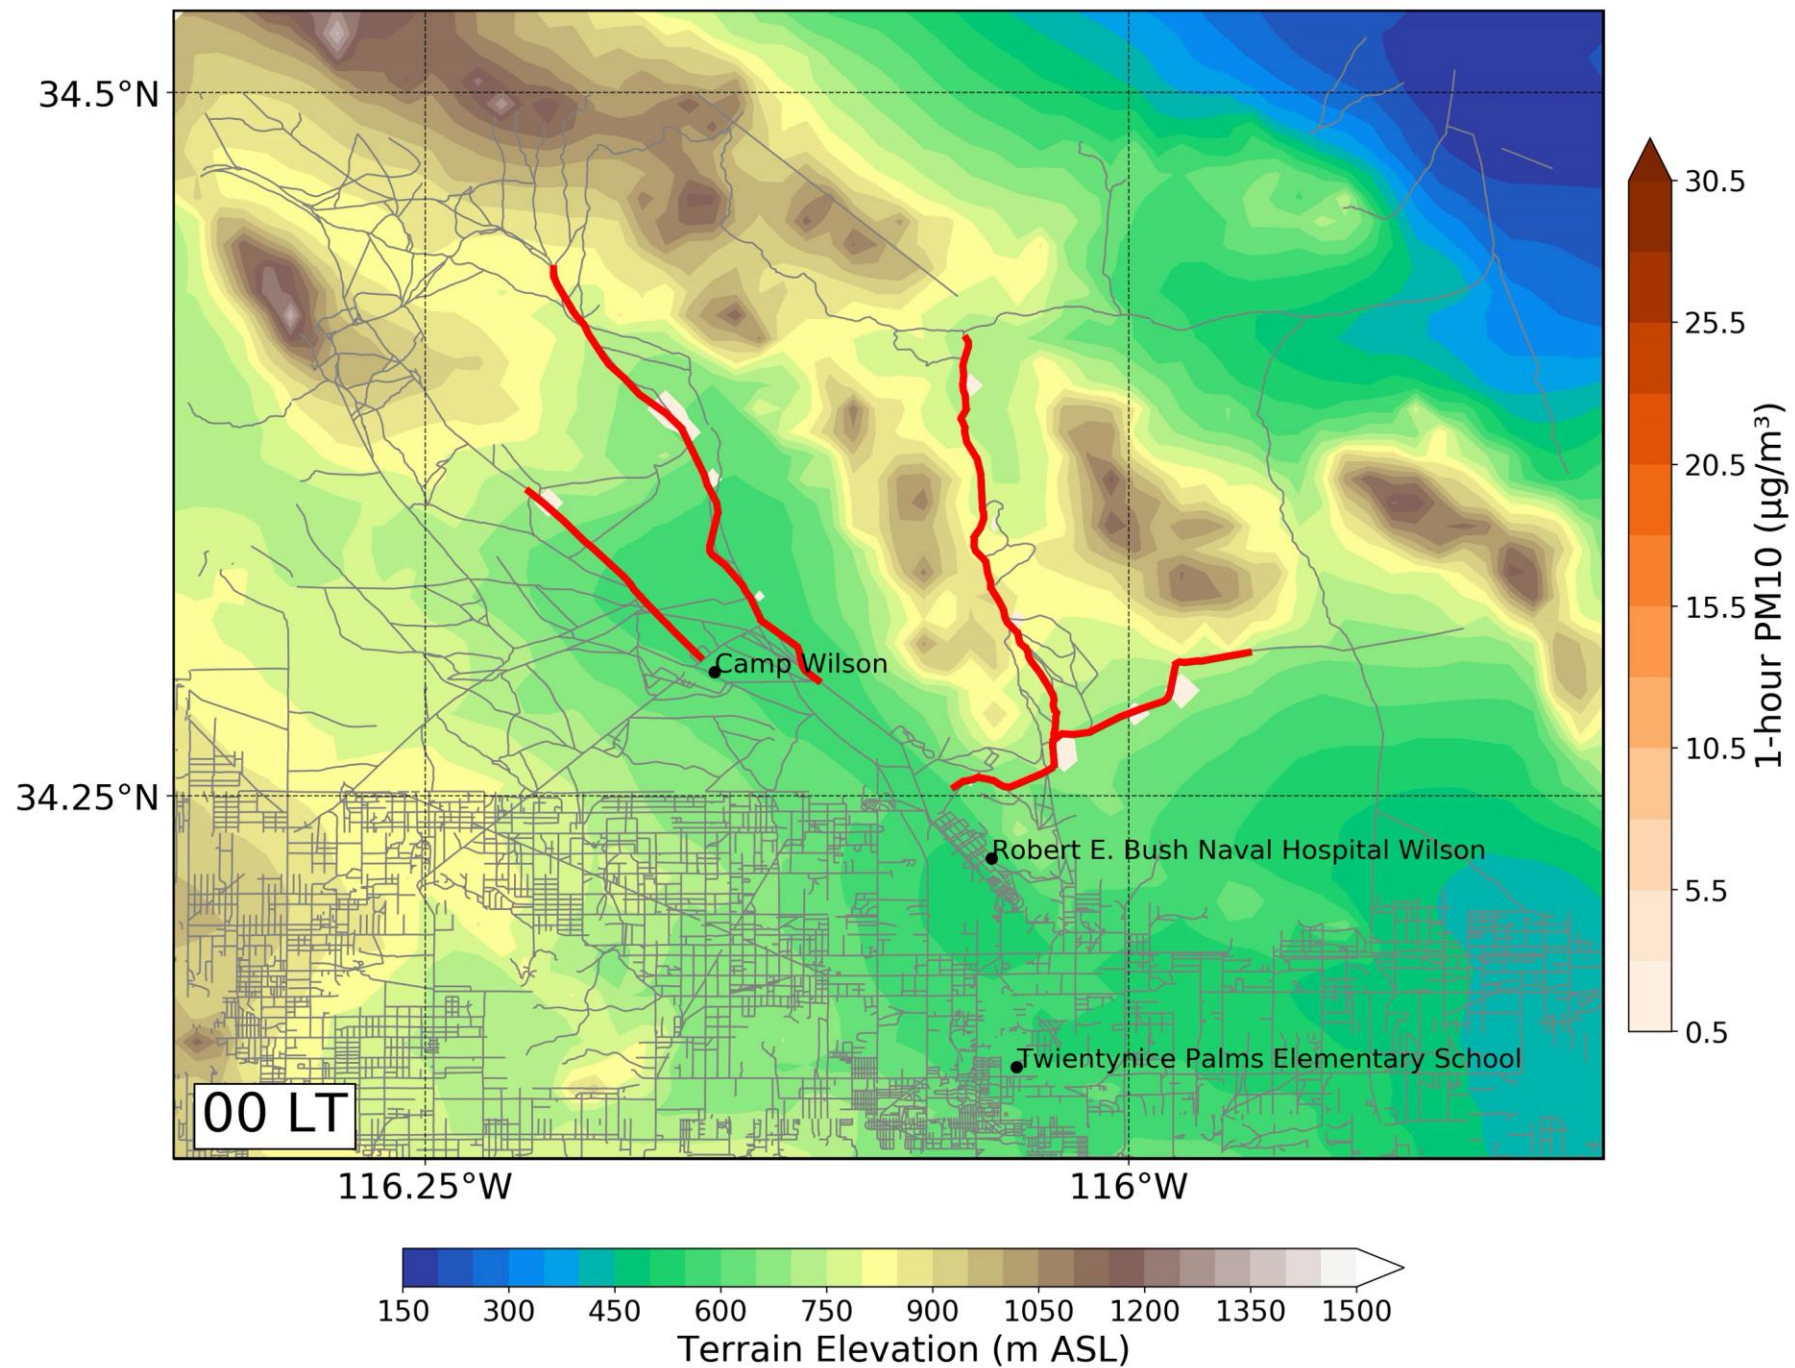 34.5°N
30.5
25.5
20.5
15.5
10.5
5.5
0.5
1-hour PM10 (µg/m³)
Camp Wilson
34.25°N
Robert E. Bush Naval Hospital Wilson
Twientynice Palms Elementary School
00 LT
116.25°W
116°W
150 300 450 600 750 900 1050 1200 1350 1500
Terrain Elevation (m ASL)